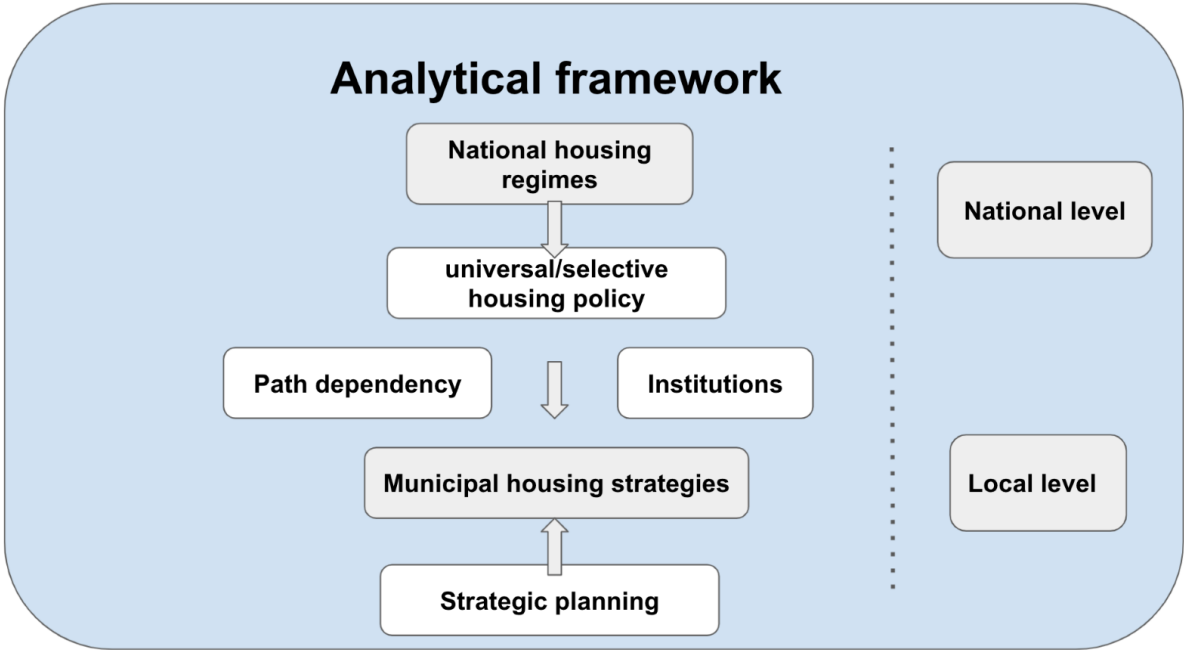 Analytical framework
National housing
regimes
National level
universal/selective
housing policy
Path dependency
Institutions
Municipal housing strategies
Local level
Strategic planning